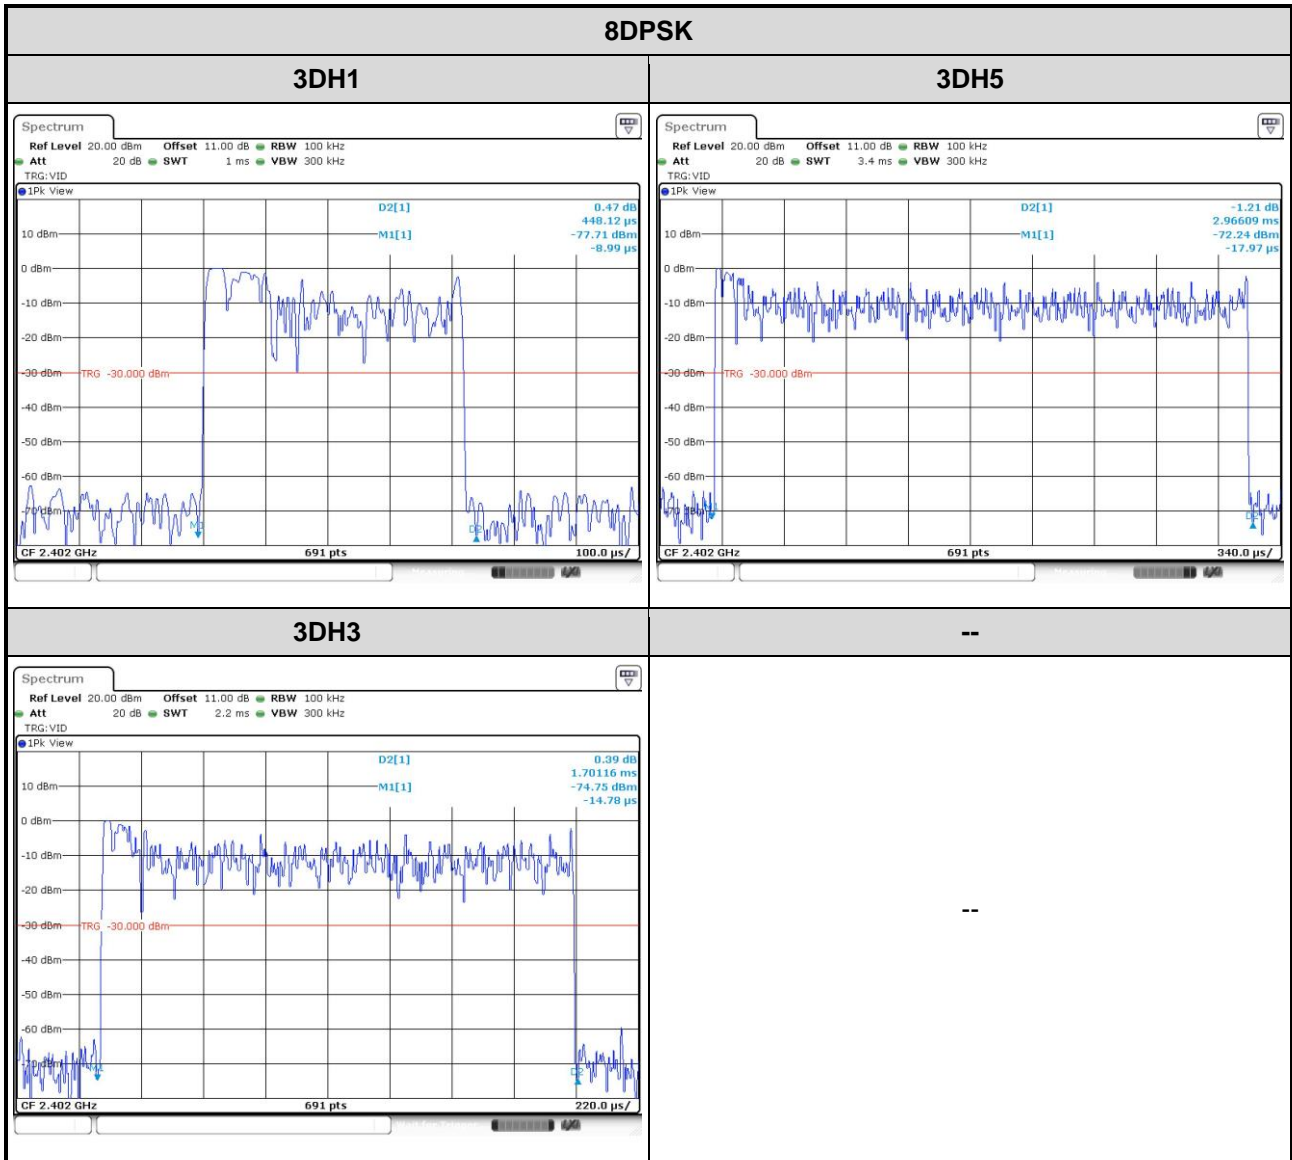 8DPSK
3DH1
3DH5
Spectrum
Ref Level 20.00 dBm Offset 11.00 dB RBW 100 kHz
Att 20 dB SWT 1 ms VBW 300 kHz
TRG:VID
1Pk View
D2[1] 0.47 dB
448.12 µs
10 dBm M1[1] -77.71 dBm
-8.99 µs
0 dBm
-10 dBm
-20 dBm
-30 dBm TRG -30.000 dBm
-40 dBm
-50 dBm
-60 dBm
-70 dBm
M1
D2
CF 2.402 GHz 691 pts 100.0 µs/
Spectrum
Ref Level 20.00 dBm Offset 11.00 dB RBW 100 kHz
Att 20 dB SWT 3.4 ms VBW 300 kHz
TRG:VID
1Pk View
D2[1] -1.21 dB
2.96609 ms
10 dBm M1[1] -72.24 dBm
-17.97 µs
0 dBm
-10 dBm
-20 dBm
-30 dBm TRG -30.000 dBm
-40 dBm
-50 dBm
-60 dBm
-70 dBm
D2
CF 2.402 GHz 691 pts 340.0 µs/
3DH3
--
Spectrum
Ref Level 20.00 dBm Offset 11.00 dB RBW 100 kHz
Att 20 dB SWT 2.2 ms VBW 300 kHz
TRG:VID
1Pk View
D2[1] 0.39 dB
1.70116 ms
10 dBm M1[1] -74.75 dBm
-14.78 µs
0 dBm
-10 dBm
-20 dBm
-30 dBm TRG -30.000 dBm
-40 dBm
-50 dBm
-60 dBm
-70 dBm
M1
D2
CF 2.402 GHz 691 pts 220.0 µs/
--